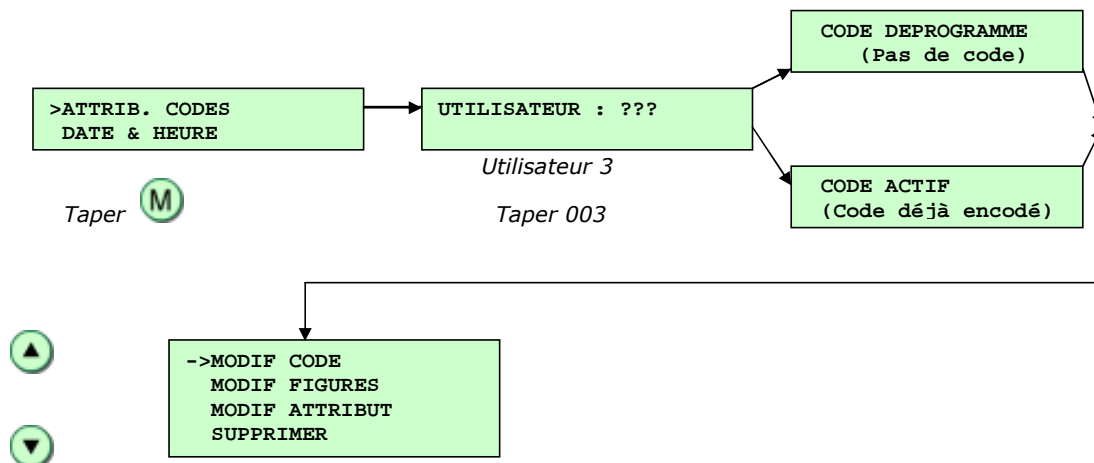 CODE DEPROGRAMME
(Pas de code)
>ATTRIB. CODES
DATE & HEURE
UTILISATEUR : ???
Utilisateur 3
CODE ACTIF
(Code déjà encodé)
Taper M
Taper 003
->MODIF CODE
MODIF FIGURES
MODIF ATTRIBUT
SUPPRIMER